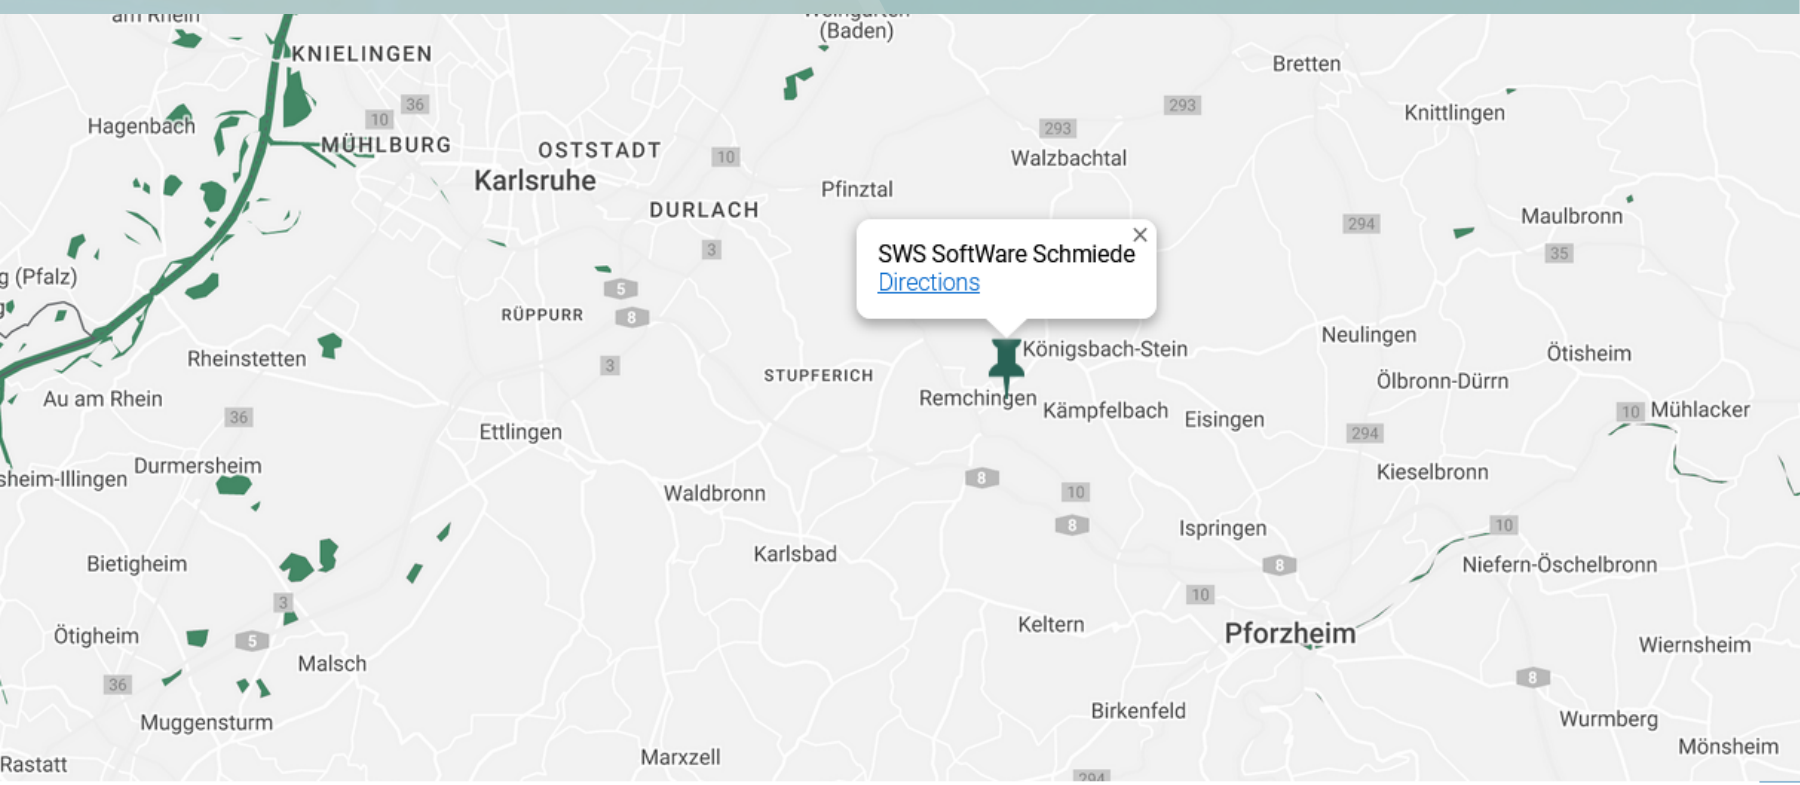 am Rhein
Weingarten
(Baden)
KNIELINGEN
Bretten
36
293
Knittlingen
10
Hagenbach
293
MÜHLBURG
OSTSTADT
10
Walzbachtal
Karlsruhe
Pfinztal
DURLACH
Maulbronn
294
3
SWS SoftWare Schmiede
35
g (Pfalz)
Directions
5
RÜPPURR
8
Neulingen
Königsbach-Stein
Ötisheim
Rheinstetten
3
STUPFERICH
Ölbronn-Dürrn
Au am Rhein
Remchingen
Kämpfelbach
10
Mühlacker
36
Eisingen
Ettlingen
294
Durmersheim
Kieselbronn
sheim-Illingen
8
Waldbronn
10
8
Ispringen
10
Karlsbad
Bietigheim
8
Niefern-Öschelbronn
10
3
Keltern
Pforzheim
Ötigheim
5
Wiernsheim
Malsch
8
36
Birkenfeld
Muggensturm
Wurmberg
Mönsheim
Marxzell
Rastatt
294